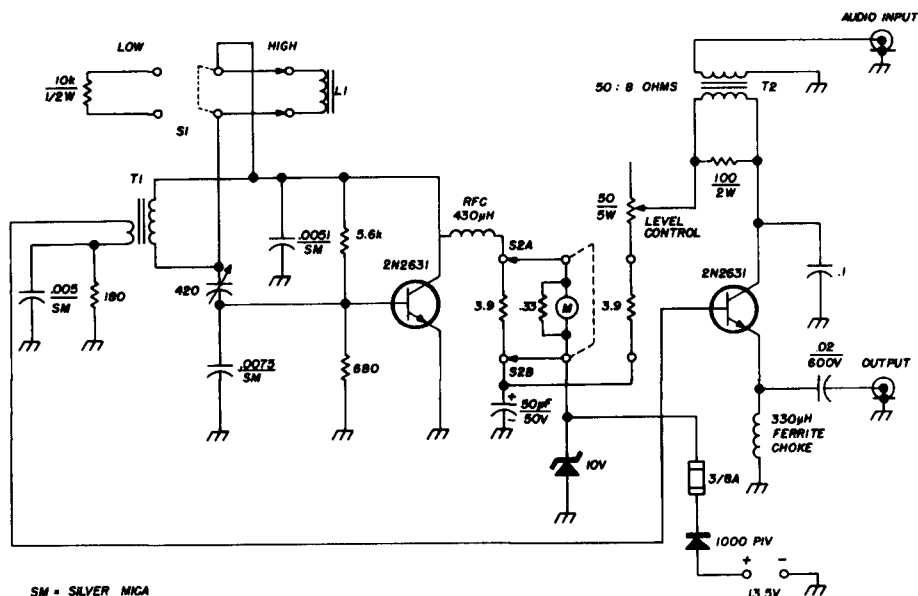 AUDIO INPUT
LOW
HIGH
10k
1/2W
L1
S1
50 : 8 OHMS
T2
T1
100
2W
RFC
430µH
50
5W
LEVEL
CONTROL
.0051
SM
5.6k
S2A
2N2631
2N2631
.005
SM
180
420
3.9
.33
M
3.9
.1
.02
600V
OUTPUT
.0075
SM
680
S2B
+
50µF
50V
-
330µH
FERRITE
CHOKE
10V
3/8A
1000 PIV
+
-
13.5V
SM = SILVER MICA